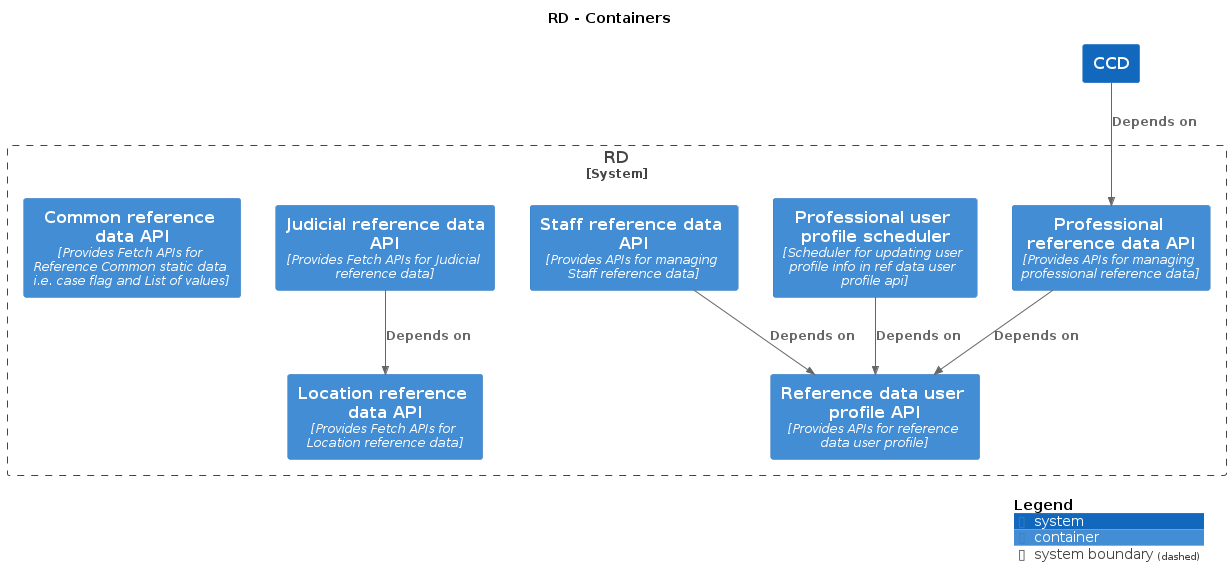 RD - Containers
CCD
Depends on
RD
[System]
Common reference
data API
[Provides Fetch APIs for
Reference Common static data
i.e. case flag and List of values]
Judicial reference data
API
[Provides Fetch APIs for Judicial
reference data]
Staff reference data
API
[Provides APIs for managing
Staff reference data]
Professional user
profile scheduler
[Scheduler for updating user
profile info in ref data user
profile api]
Professional
reference data API
[Provides APIs for managing
professional reference data]
Depends on
Depends on
Depends on
Depends on
Location reference
data API
[Provides Fetch APIs for
Location reference data]
Reference data user
profile API
[Provides APIs for reference
data user profile]
Legend
system
container
system boundary (dashed)